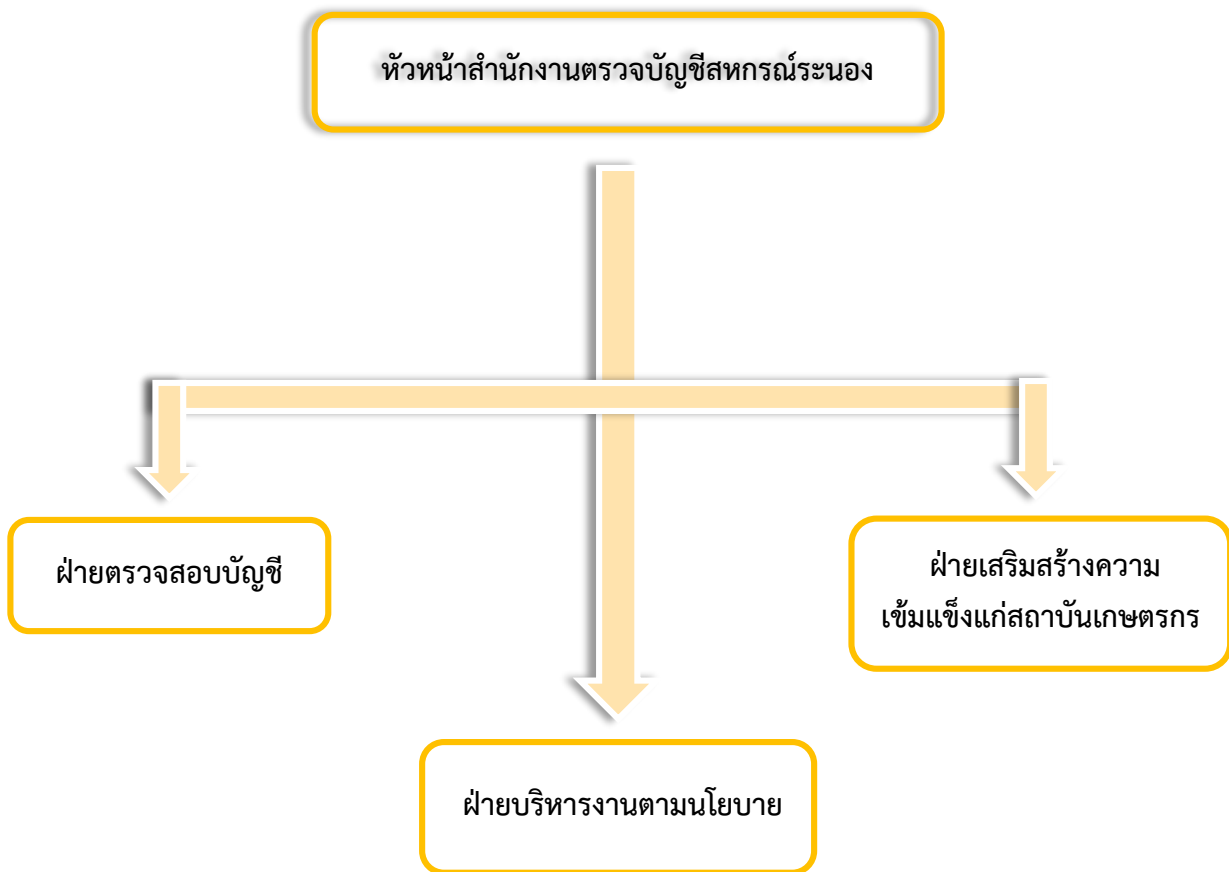 หัวหน้าสำนักงานตรวจบัญชีสหกรณ์ระนอง
ฝ่ายตรวจสอบบัญชี
ฝ่ายเสริมสร้างความ
เข้มแข็งแก่สถาบันเกษตรกร
ฝ่ายบริหารงานตามนโยบาย